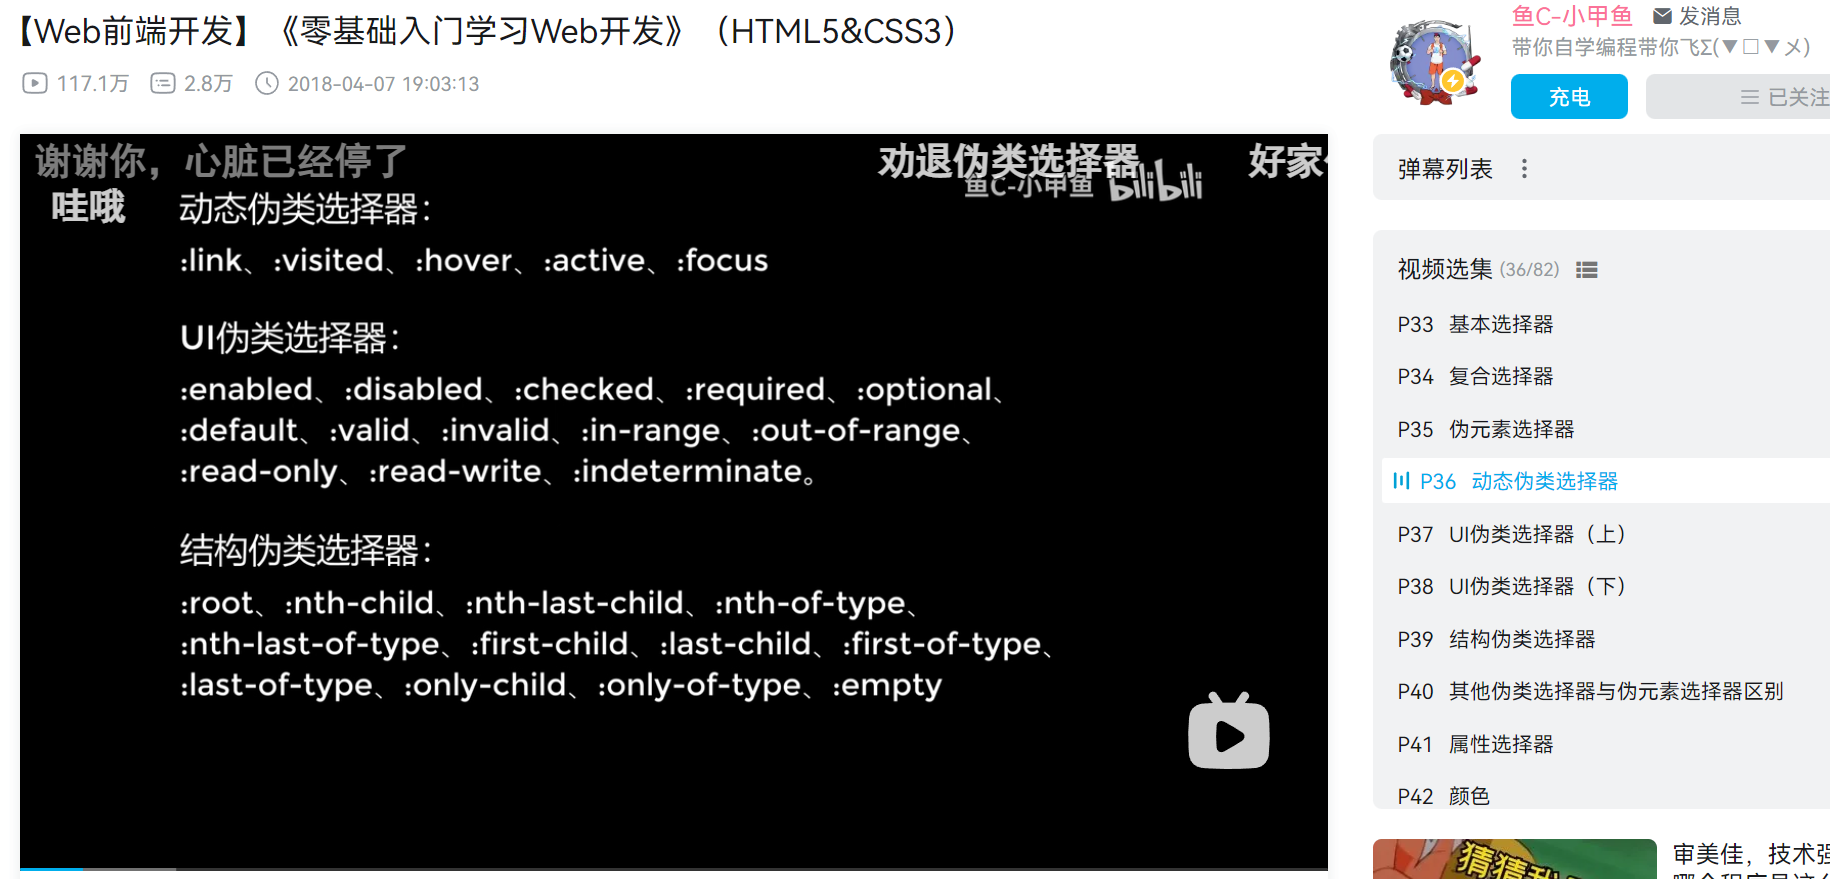 【Web前端开发】《零基础入门学习Web开发》（HTML5&CSS3）
117.1万 2.8万 2018-04-07 19:03:13
谢谢你，心脏已经停了 劝退伪类选择器 好家
鱼C-小甲鱼 bilibili
哇哦
动态伪类选择器：
:link、:visited、:hover、:active、:focus
UI伪类选择器：
:enabled、:disabled、:checked、:required、:optional、
:default、:valid、:invalid、:in-range、:out-of-range、
:read-only、:read-write、:indeterminate。
结构伪类选择器：
:root、:nth-child、:nth-last-child、:nth-of-type、
:nth-last-of-type、:first-child、:last-child、:first-of-type、
:last-of-type、:only-child、:only-of-type、:empty
鱼C-小甲鱼 发消息
带你自学编程带你飞Σ(▼□▼メ)
充电 已关注
弹幕列表
视频选集 (36/82)
P33 基本选择器
P34 复合选择器
P35 伪元素选择器
P36 动态伪类选择器
P37 UI伪类选择器（上）
P38 UI伪类选择器（下）
P39 结构伪类选择器
P40 其他伪类选择器与伪元素选择器区别
P41 属性选择器
P42 颜色
猜猜我
审美佳，技术强